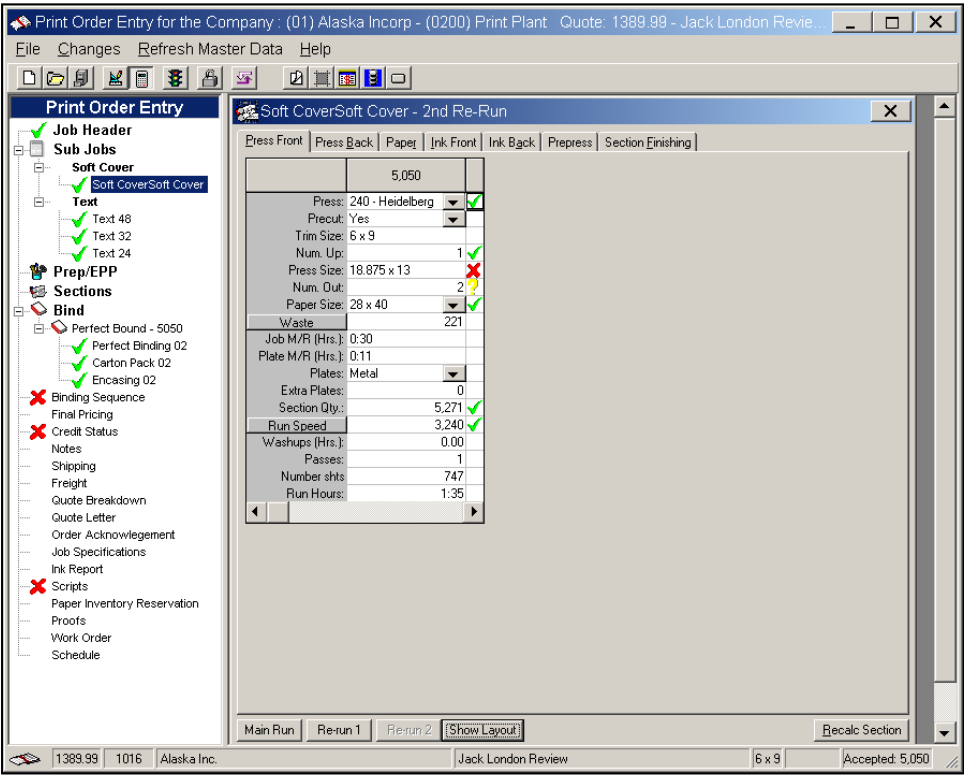 Print Order Entry for the Company : (01) Alaska Incorp - (0200) Print Plant Quote: 1389.99 - Jack London Revie...
File Changes Refresh Master Data Help
Print Order Entry
Job Header
Sub Jobs
Soft Cover
Soft CoverSoft Cover
Text
Text 48
Text 32
Text 24
Prep/EPP
Sections
Bind
Perfect Bound - 5050
Perfect Binding 02
Carton Pack 02
Encasing 02
Binding Sequence
Final Pricing
Credit Status
Notes
Shipping
Freight
Quote Breakdown
Quote Letter
Order Acknowlegement
Job Specifications
Ink Report
Scripts
Paper Inventory Reservation
Proofs
Work Order
Schedule
Soft CoverSoft Cover - 2nd Re-Run
Press Front Press Back Paper Ink Front Ink Back Prepress Section Finishing
5,050
Press: 240 - Heidelberg
Precut: Yes
Trim Size: 6 x 9
Num. Up: 1
Press Size: 18.875 x 13
Num. Out: 2
Paper Size: 28 x 40
Waste 221
Job M/R (Hrs.): 0:30
Plate M/R (Hrs.): 0:11
Plates: Metal
Extra Plates: 0
Section Qty.: 5,271
Run Speed 3,240
Washups (Hrs.): 0.00
Passes: 1
Number shts 747
Run Hours: 1:35
Main Run Re-run 1 Re-run 2 Show Layout Recalc Section
1389.99 1016 Alaska Inc. Jack London Review 6 x 9 Accepted: 5,050